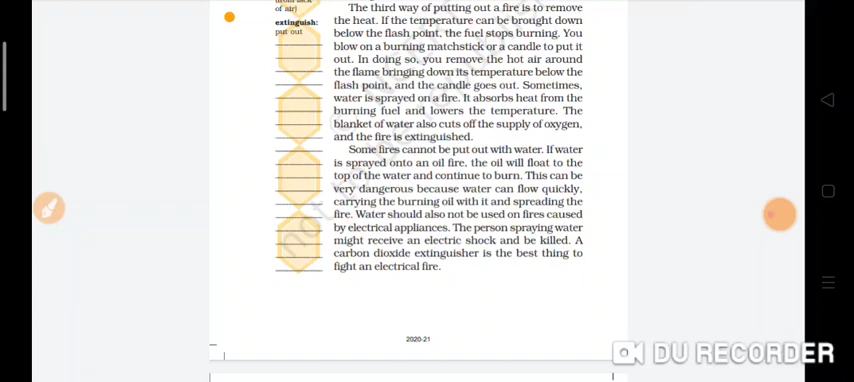 (from lack
of air)
extinguish:
put out
The third way of putting out a fire is to remove
the heat. If the temperature can be brought down
below the flash point, the fuel stops burning. You
blow on a burning matchstick or a candle to put it
out. In doing so, you remove the hot air around
the flame bringing down its temperature below the
flash point, and the candle goes out. Sometimes,
water is sprayed on a fire. It absorbs heat from the
burning fuel and lowers the temperature. The
blanket of water also cuts off the supply of oxygen,
and the fire is extinguished.
Some fires cannot be put out with water. If water
is sprayed onto an oil fire, the oil will float to the
top of the water and continue to burn. This can be
very dangerous because water can flow quickly,
carrying the burning oil with it and spreading the
fire. Water should also not be used on fires caused
by electrical appliances. The person spraying water
might receive an electric shock and be killed. A
carbon dioxide extinguisher is the best thing to
fight an electrical fire.
2020-21
DU RECORDER